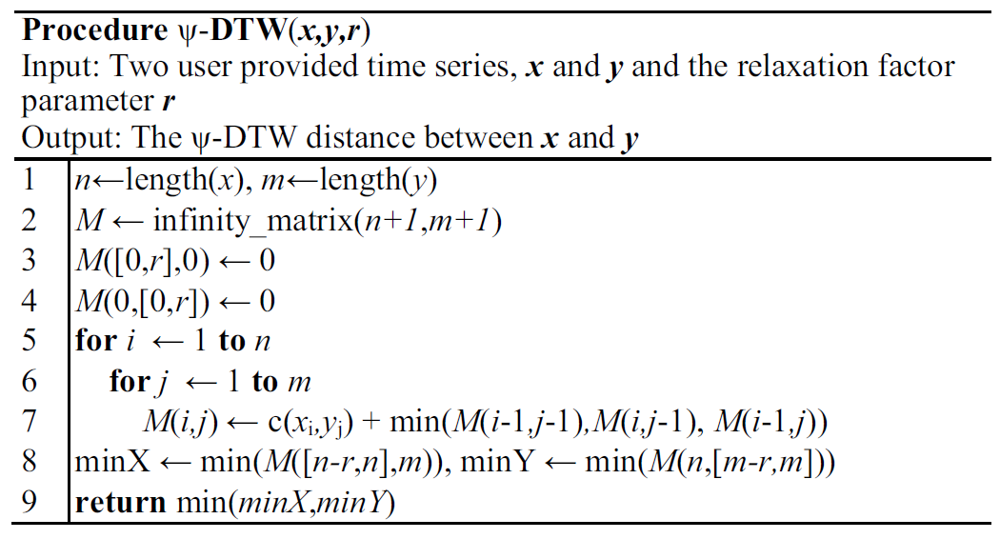 Procedure ψ-DTW(x,y,r)
Input: Two user provided time series, x and y and the relaxation factor
parameter r
Output: The ψ-DTW distance between x and y
1 n←length(x), m←length(y)
2 M ← infinity_matrix(n+1,m+1)
3 M([0,r],0) ← 0
4 M(0,[0,r]) ← 0
5 for i ← 1 to n
6 for j ← 1 to m
7 M(i,j) ← c(xi,yj) + min(M(i-1,j-1),M(i,j-1), M(i-1,j))
8 minX ← min(M([n-r,n],m)), minY ← min(M(n,[m-r,m]))
9 return min(minX,minY)